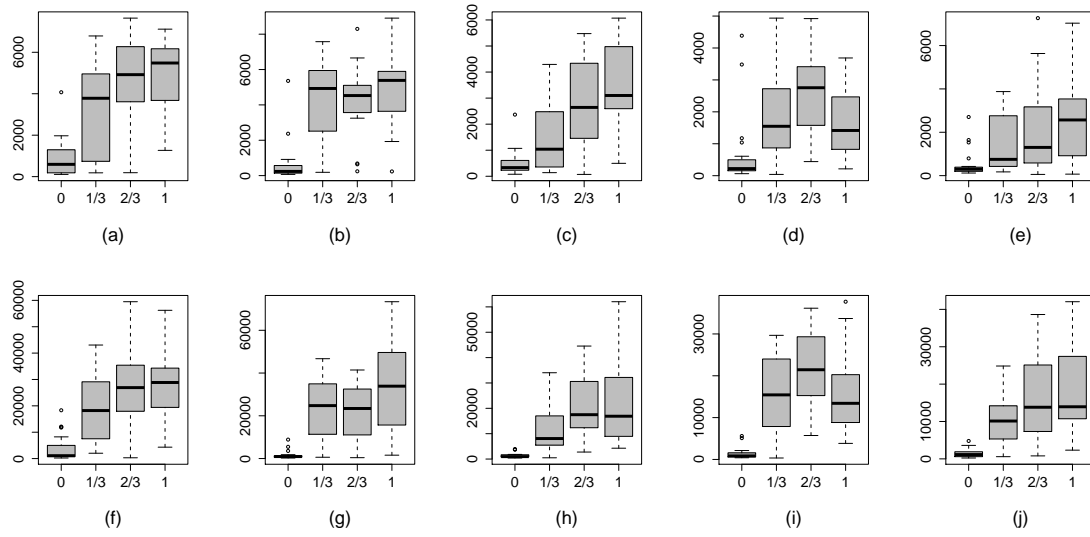 0 2000 4000 6000
0 1/3 2/3 1
(a)
0 2000 4000 6000
0 1/3 2/3 1
(b)
0 2000 4000 6000
0 1/3 2/3 1
(c)
0 2000 4000
0 1/3 2/3 1
(d)
0 2000 6000
0 1/3 2/3 1
(e)
0 20000 40000 60000
0 1/3 2/3 1
(f)
0 20000 60000
0 1/3 2/3 1
(g)
0 20000 50000
0 1/3 2/3 1
(h)
0 10000 30000
0 1/3 2/3 1
(i)
0 10000 30000
0 1/3 2/3 1
(j)